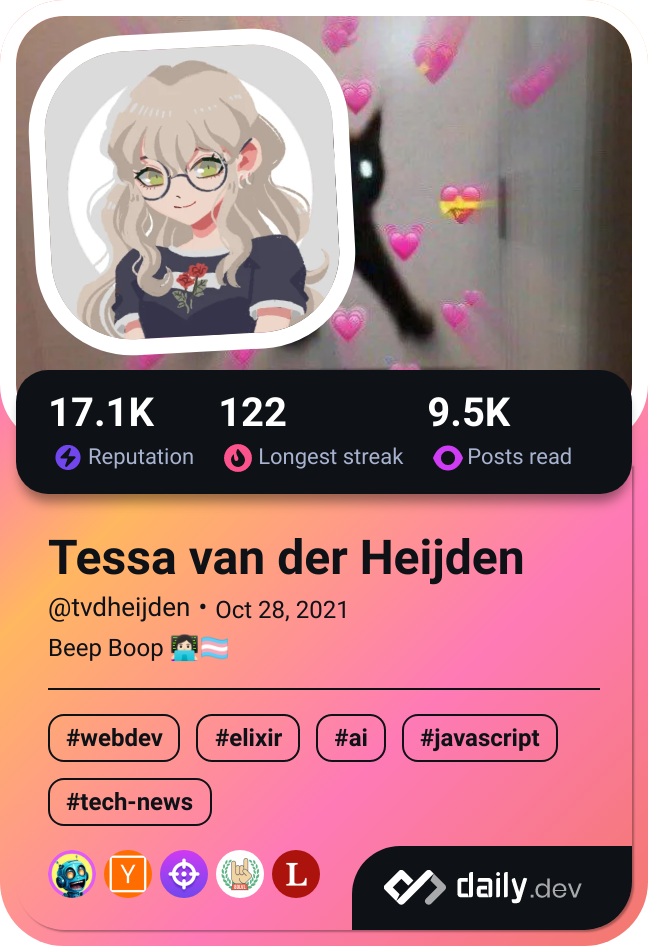 17.1K 122 9.5K
Reputation Longest streak Posts read
Tessa van der Heijden
@tvdheijden • Oct 28, 2021
Beep Boop 👩🏻‍💻🏳️‍⚧️
#webdev #elixir #ai #javascript
#tech-news
Y L
daily.dev